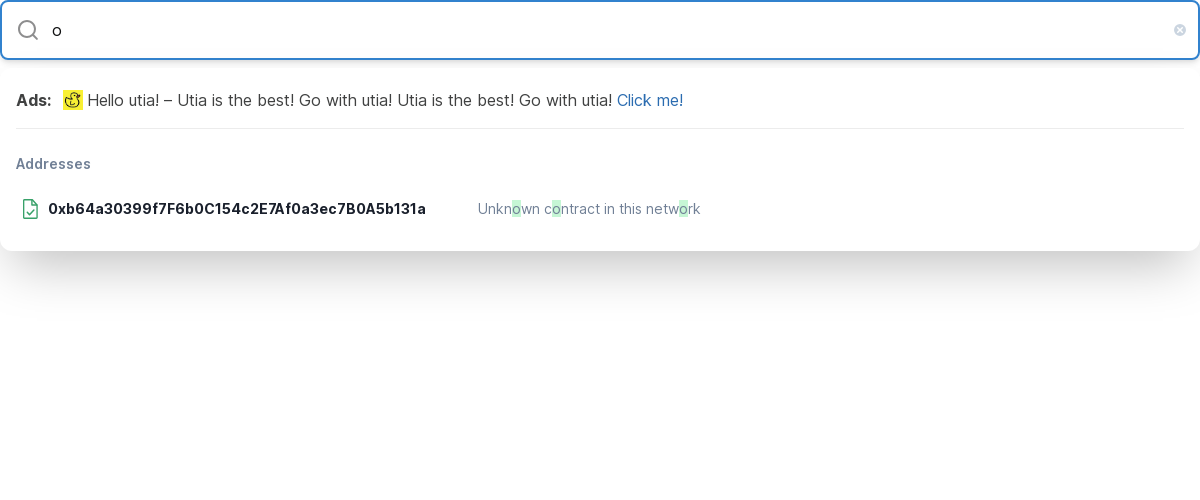 o
Ads: Hello utia! – Utia is the best! Go with utia! Utia is the best! Go with utia! Click me!
Addresses
0xb64a30399f7F6b0C154c2E7Af0a3ec7B0A5b131a Unknown contract in this network